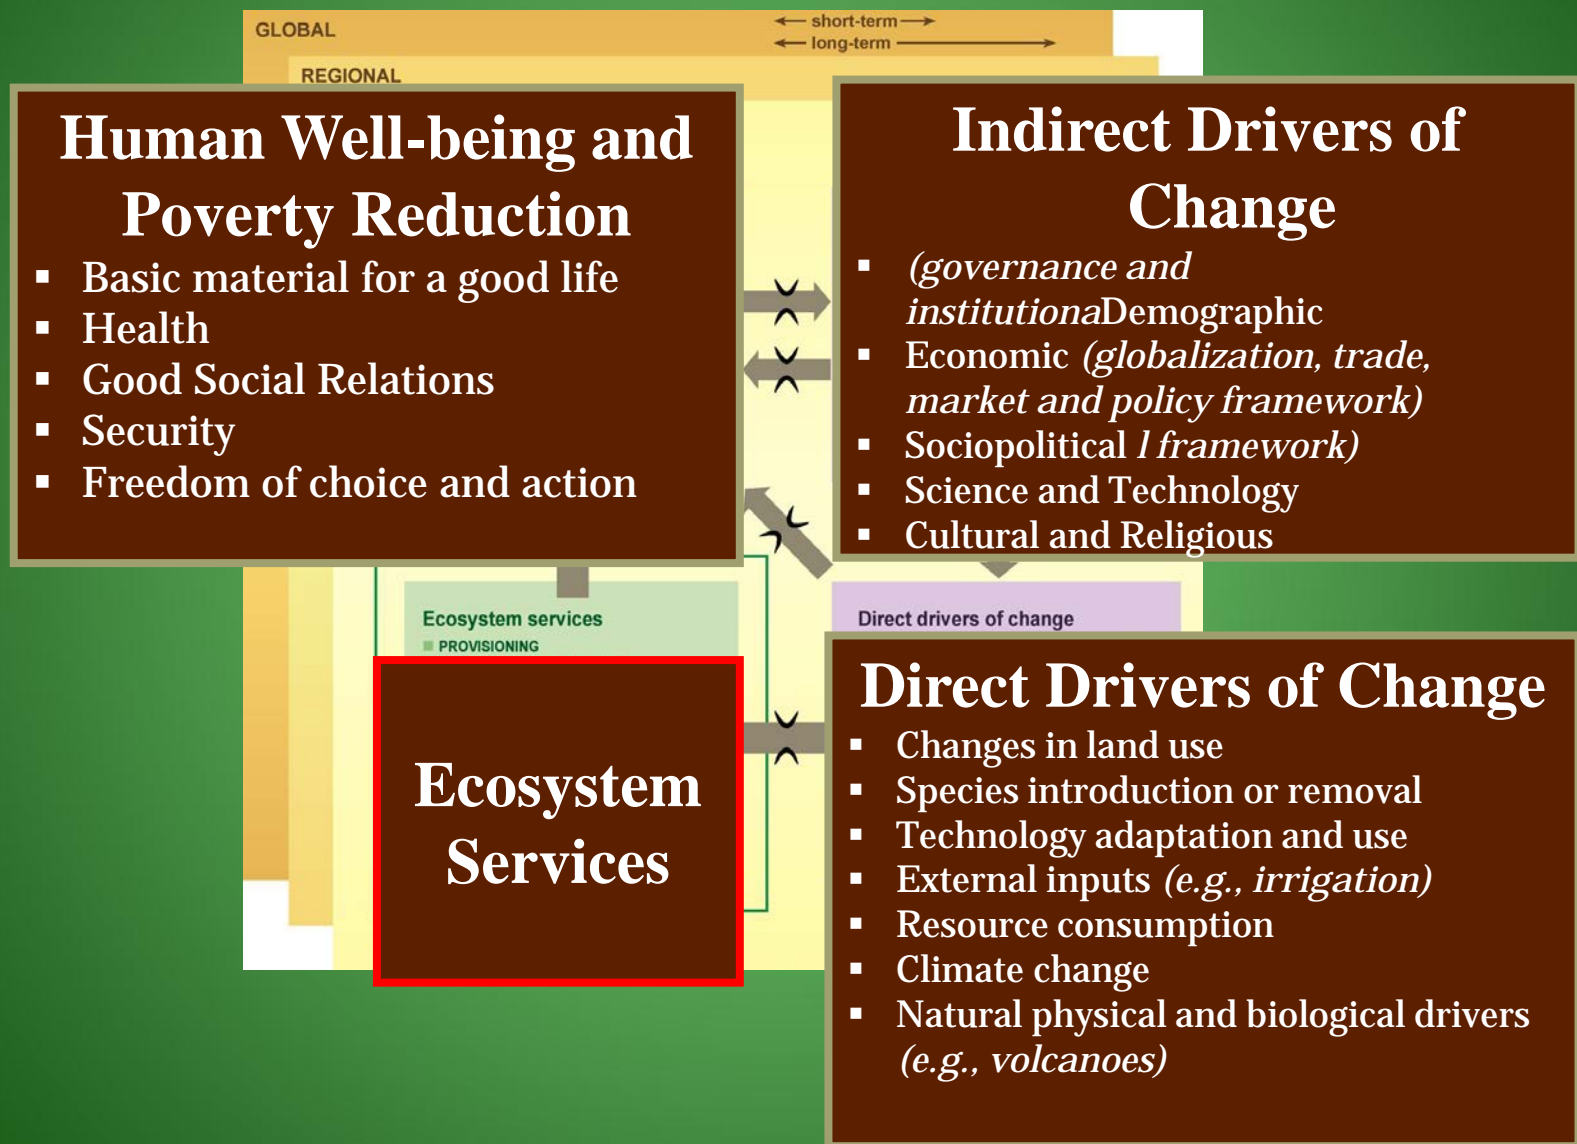 GLOBAL
short-term
long-term
REGIONAL
Human Well-being and
Poverty Reduction
▪ Basic material for a good life
▪ Health
▪ Good Social Relations
▪ Security
▪ Freedom of choice and action
Indirect Drivers of
Change
▪ (governance and
institutionaDemographic
▪ Economic (globalization, trade,
market and policy framework)
▪ Sociopolitical l framework)
▪ Science and Technology
▪ Cultural and Religious
Ecosystem services
PROVISIONING
Direct drivers of change
Ecosystem
Services
Direct Drivers of Change
▪ Changes in land use
▪ Species introduction or removal
▪ Technology adaptation and use
▪ External inputs (e.g., irrigation)
▪ Resource consumption
▪ Climate change
▪ Natural physical and biological drivers
(e.g., volcanoes)